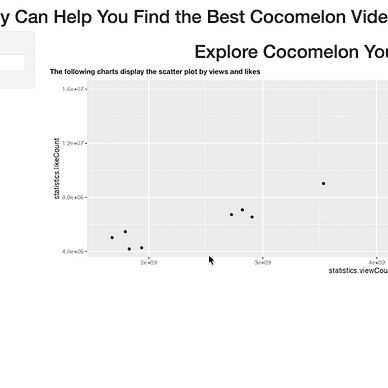 y Can Help You Find the Best Cocomelon Vide
Explore Cocomelon You
The following charts display the scatter plot by views and likes
1.6e+07
1.2e+07
8.0e+06
4.0e+06
statistics.likeCount
2e+09 3e+09 4e+09
statistics.viewCou